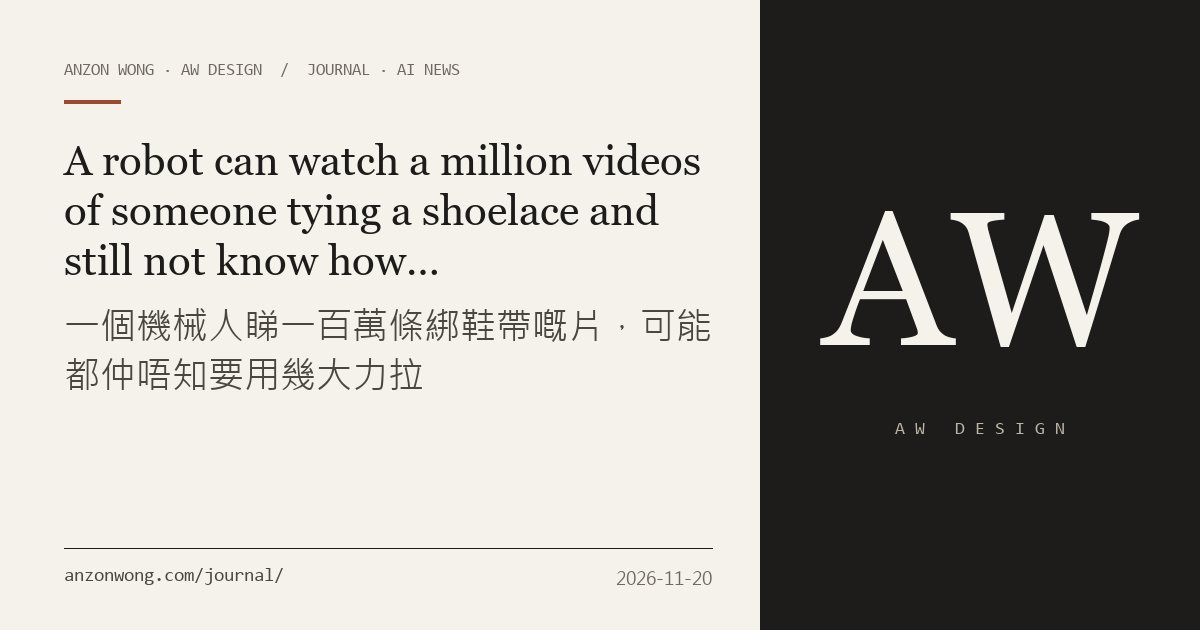 ANZON WONG · AW DESIGN / JOURNAL · AI NEWS
A robot can watch a million videos
of someone tying a shoelace and
still not know how...
一個機械人睇一百萬條綁鞋帶嘅片，可能
都仲唔知要用幾大力拉
anzonwong.com/journal/
2026-11-20
AW
AW DESIGN